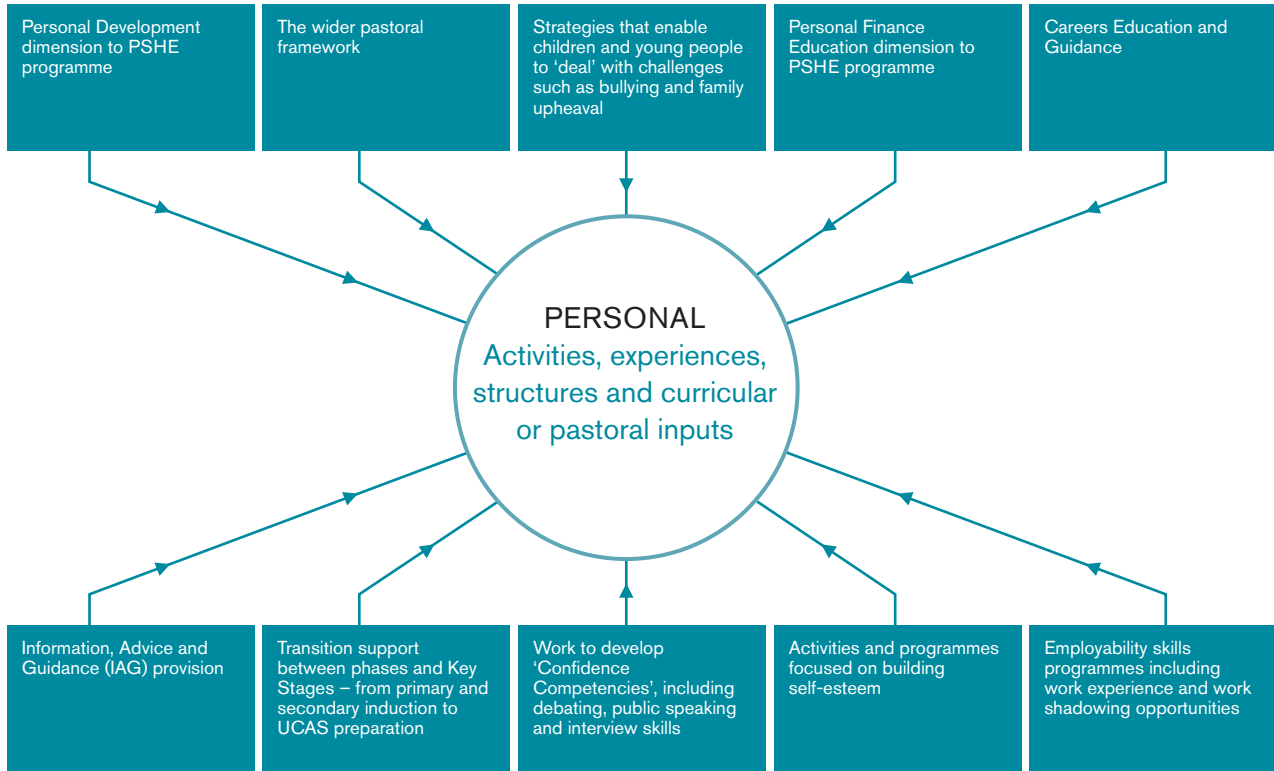 Personal Development
dimension to PSHE
programme
The wider pastoral
framework
Strategies that enable
children and young people
to ‘deal’ with challenges
such as bullying and family
upheaval
Personal Finance
Education dimension to
PSHE programme
Careers Education and
Guidance
PERSONAL
Activities, experiences,
structures and curricular
or pastoral inputs
Information, Advice and
Guidance (IAG) provision
Transition support
between phases and Key
Stages – from primary and
secondary induction to
UCAS preparation
Work to develop
‘Confidence
Competencies’, including
debating, public speaking
and interview skills
Activities and programmes
focused on building
self-esteem
Employability skills
programmes including
work experience and work
shadowing opportunities